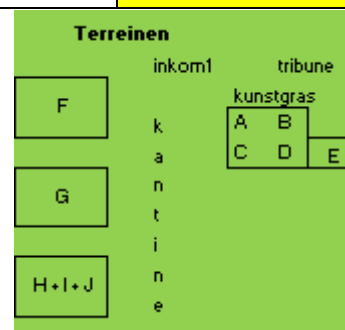 Terreinen
inkom1 tribune
kunstgras
F
A B
k
a
C D E
n
G
t
i
n
H+I+J
e